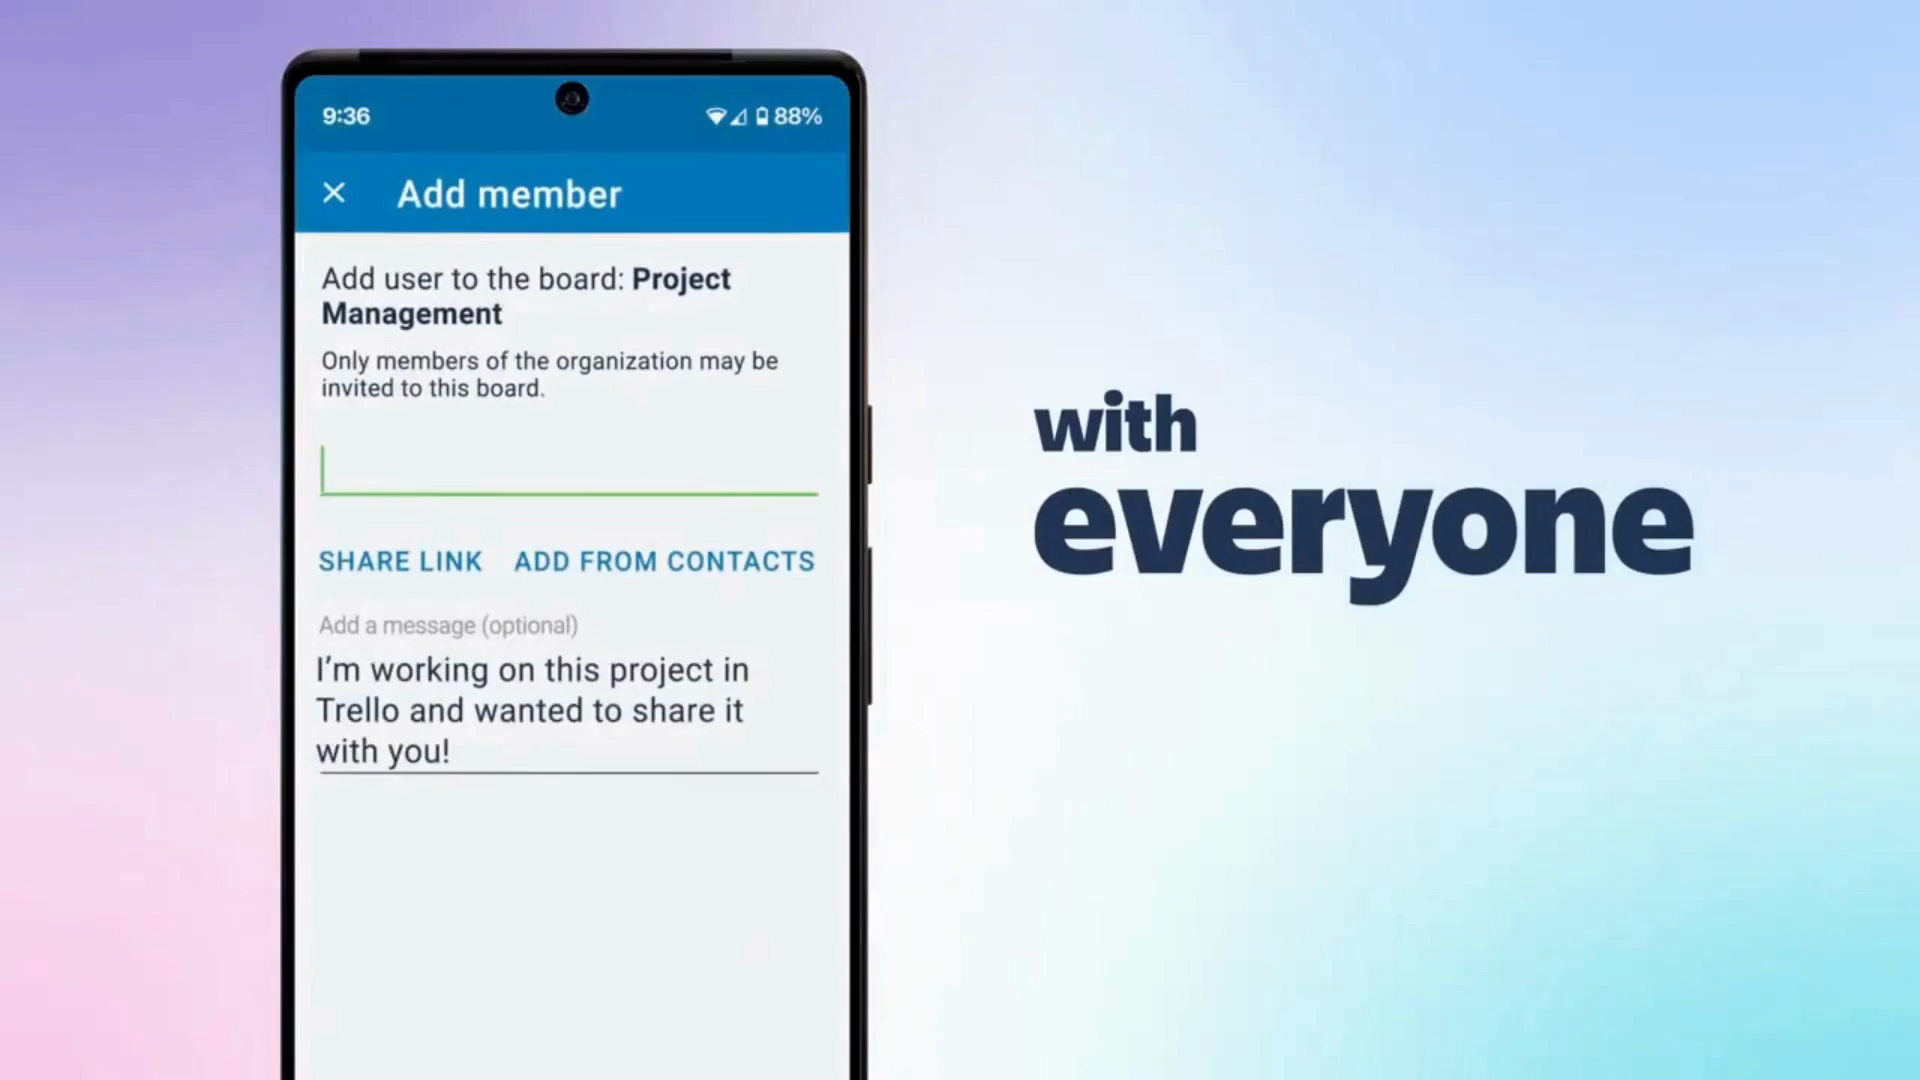 9:36
88%
Add member
Add user to the board: Project
Management
Only members of the organization may be
invited to this board.
SHARE LINK ADD FROM CONTACTS
Add a message (optional)
I’m working on this project in
Trello and wanted to share it
with you!
with
everyone